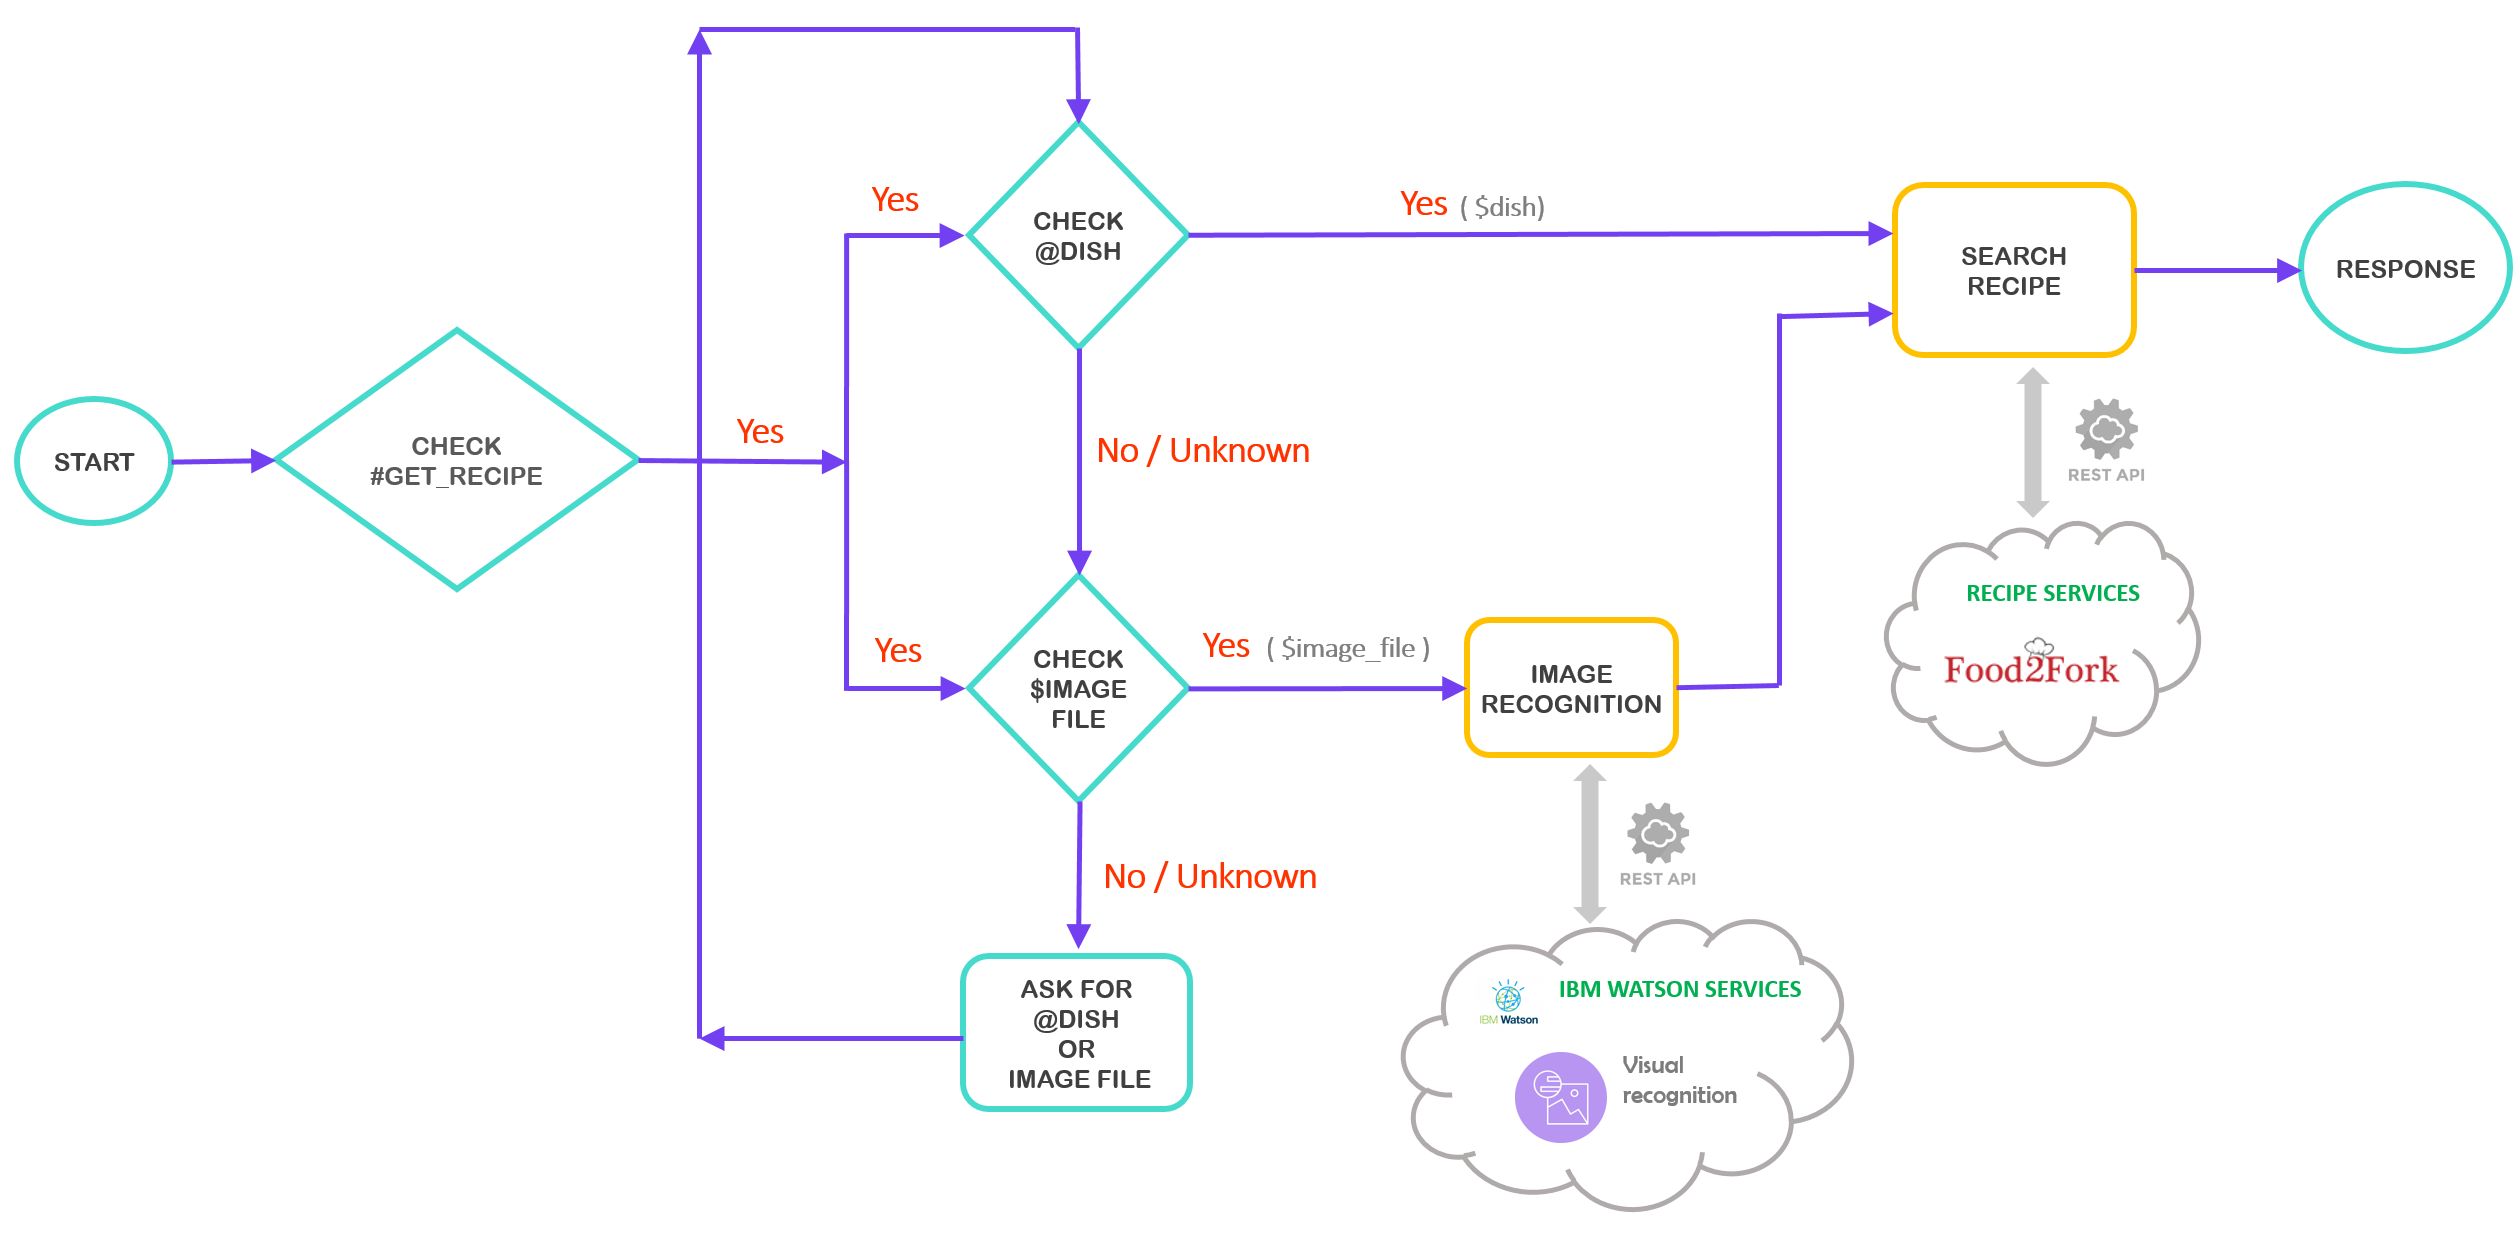 START
CHECK
#GET_RECIPE
Yes
Yes
Yes
CHECK
@DISH
Yes ( $dish)
No / Unknown
CHECK
$IMAGE
FILE
Yes ( $image_file )
No / Unknown
ASK FOR
@DISH
OR
IMAGE FILE
IMAGE
RECOGNITION
REST API
IBM WATSON SERVICES
IBM Watson
Visual
recognition
SEARCH
RECIPE
REST API
RECIPE SERVICES
Food2Fork
RESPONSE